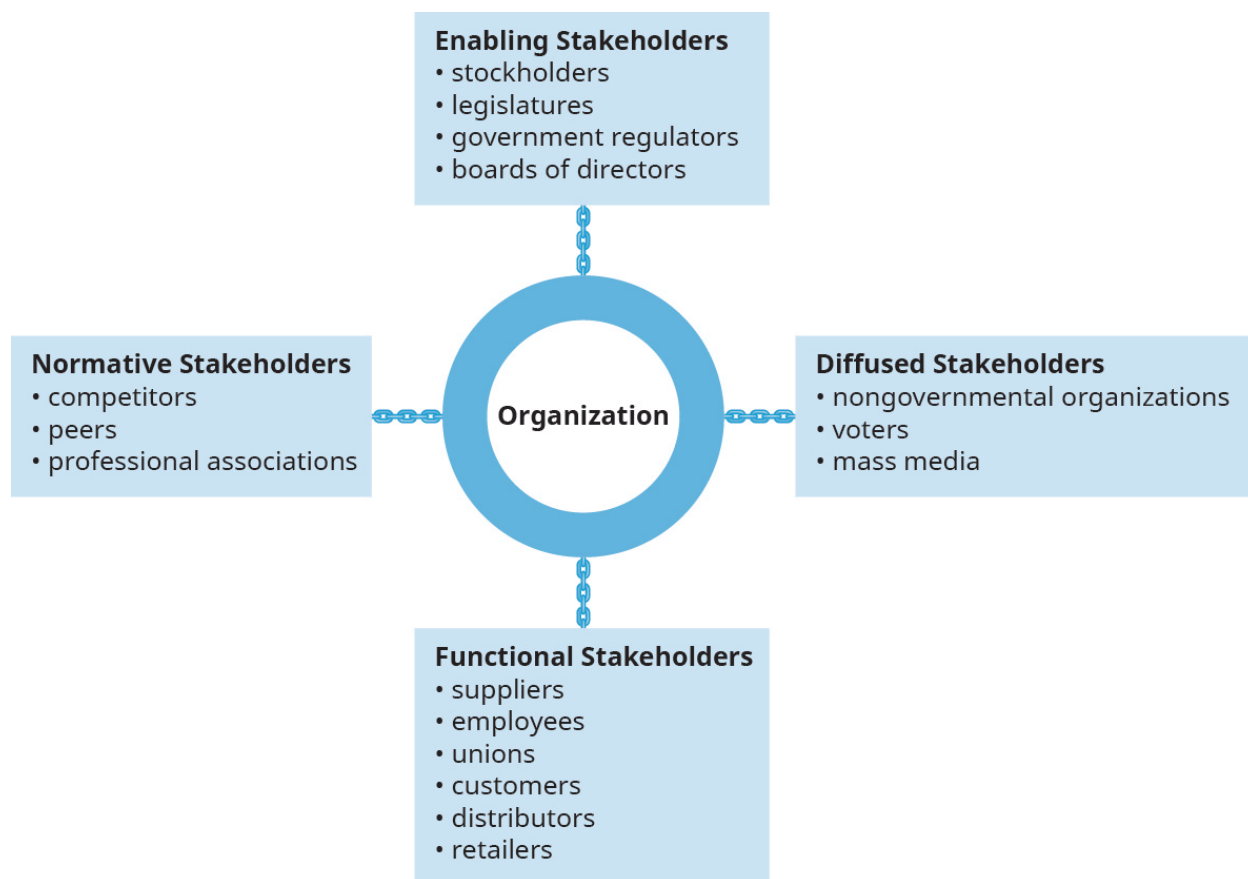 Enabling Stakeholders
• stockholders
• legislatures
• government regulators
• boards of directors
Normative Stakeholders
• competitors
• peers
• professional associations
Organization
Diffused Stakeholders
• nongovernmental organizations
• voters
• mass media
Functional Stakeholders
• suppliers
• employees
• unions
• customers
• distributors
• retailers